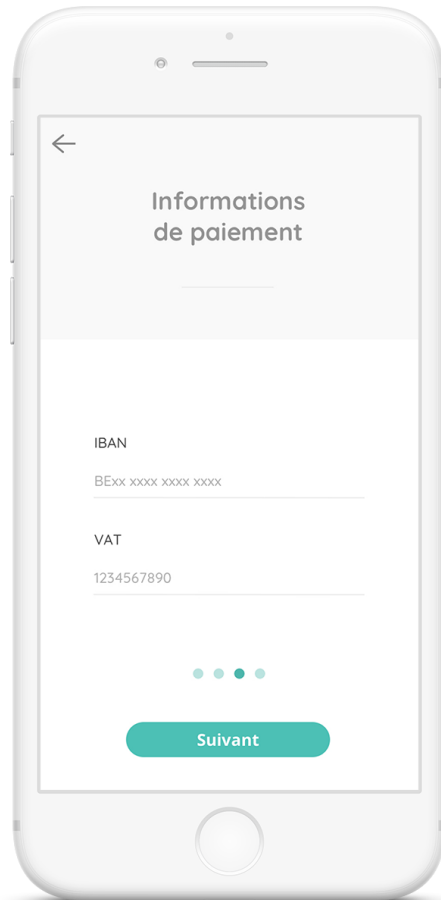 Informations
de paiement
IBAN
BExx xxxx xxxx xxxx
VAT
1234567890
Suivant